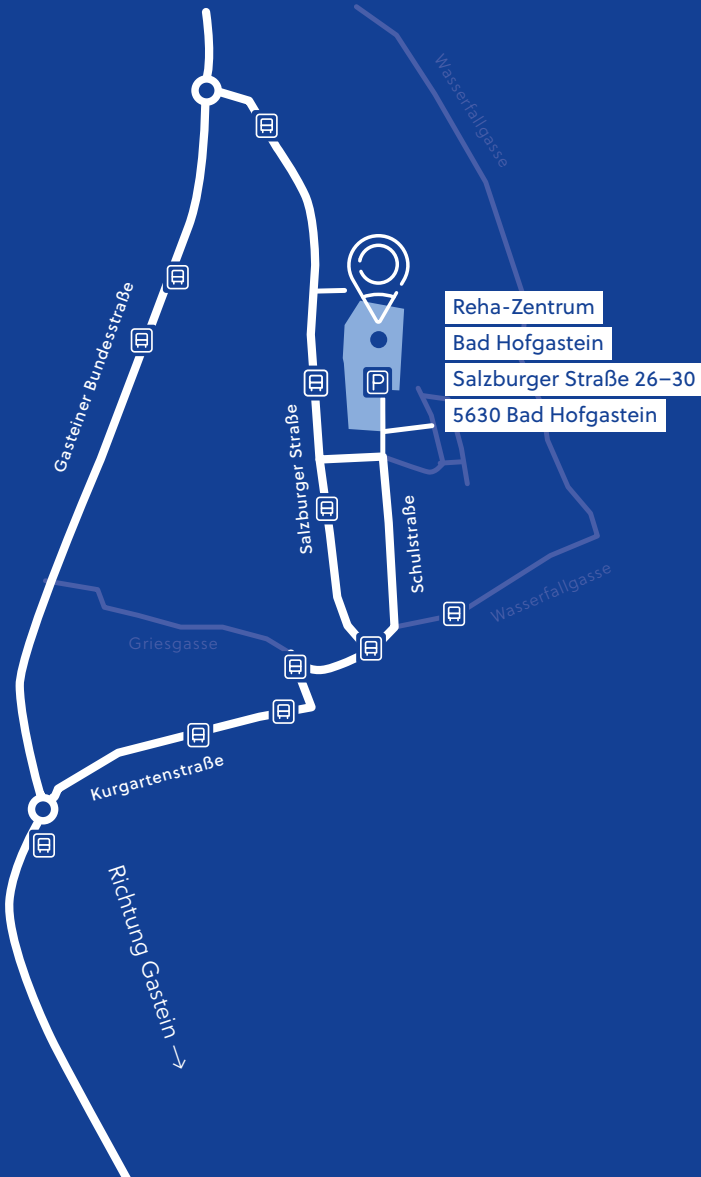 Wasserfallgasse
Gasteiner Bundesstraße
Reha-Zentrum
Bad Hofgastein
Salzburger Straße 26–30
5630 Bad Hofgastein
P
Salzburger Straße
Schulstraße
Wasserfallgasse
Griesgasse
Kurgartenstraße
Richtung Gastein →